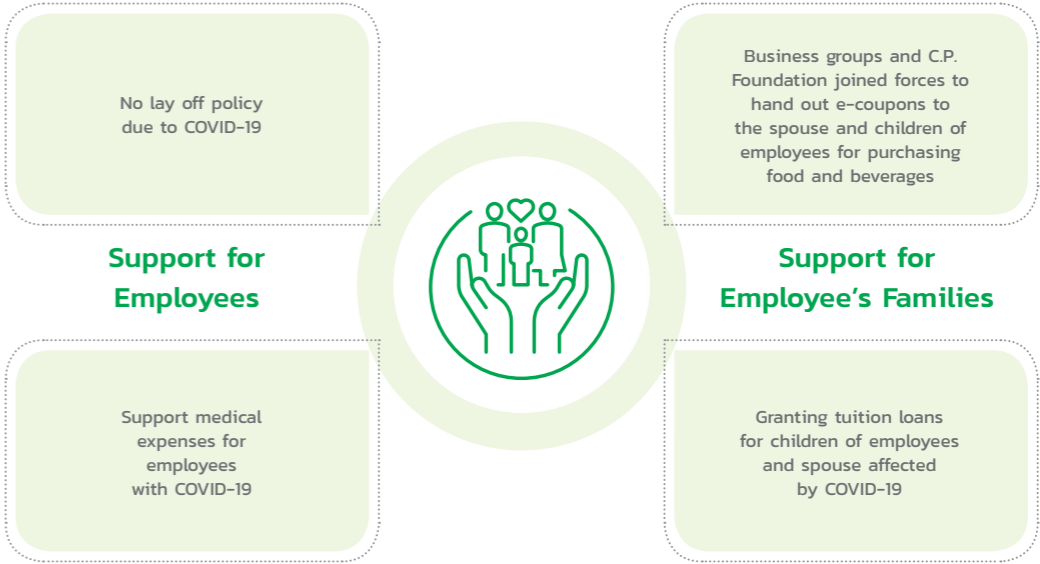 No lay off policy
due to COVID-19
Support for
Employees
Support medical
expenses for
employees
with COVID-19
Business groups and C.P.
Foundation joined forces to
hand out e-coupons to
the spouse and children of
employees for purchasing
food and beverages
Support for
Employee's Families
Granting tuition loans
for children of employees
and spouse affected
by COVID-19